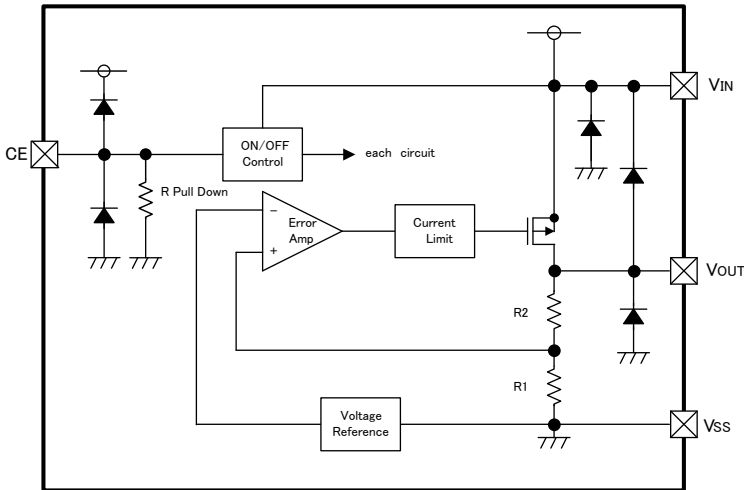 VIN
CE
ON/OFF
Control
each circuit
R Pull Down
−
Error
Amp
+
Current
Limit
VOUT
R2
R1
Voltage
Reference
VSS